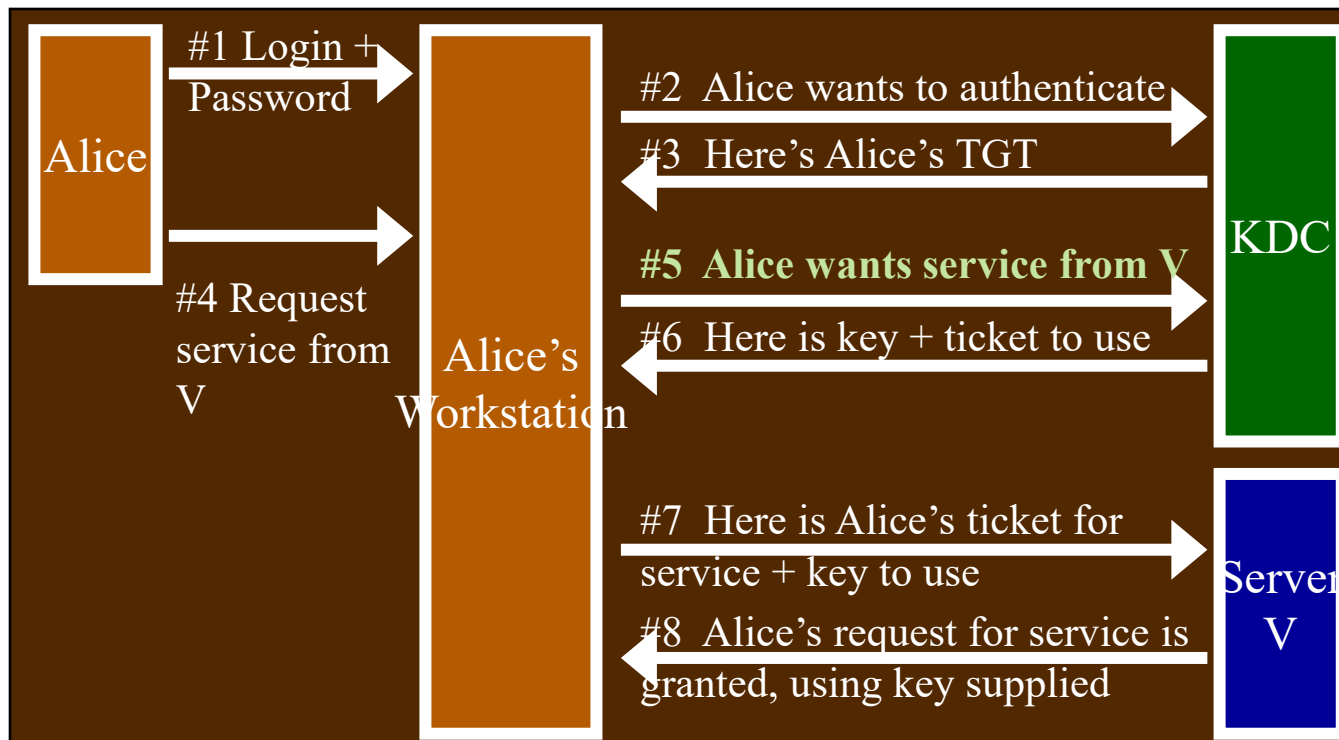 Alice
#1 Login +
Password
#4 Request
service from
V
Alice’s
Workstation
#2  Alice wants to authenticate
#3  Here’s Alice’s TGT
#5  Alice wants service from V
#6  Here is key + ticket to use
KDC
#7  Here is Alice’s ticket for
service + key to use
#8  Alice’s request for service is
granted, using key supplied
Server
V